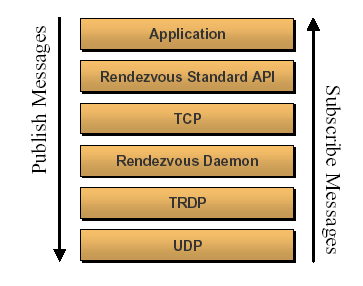 Publish Messages
Application
Rendezvous Standard API
TCP
Rendezvous Daemon
TRDP
UDP
Subscribe Messages